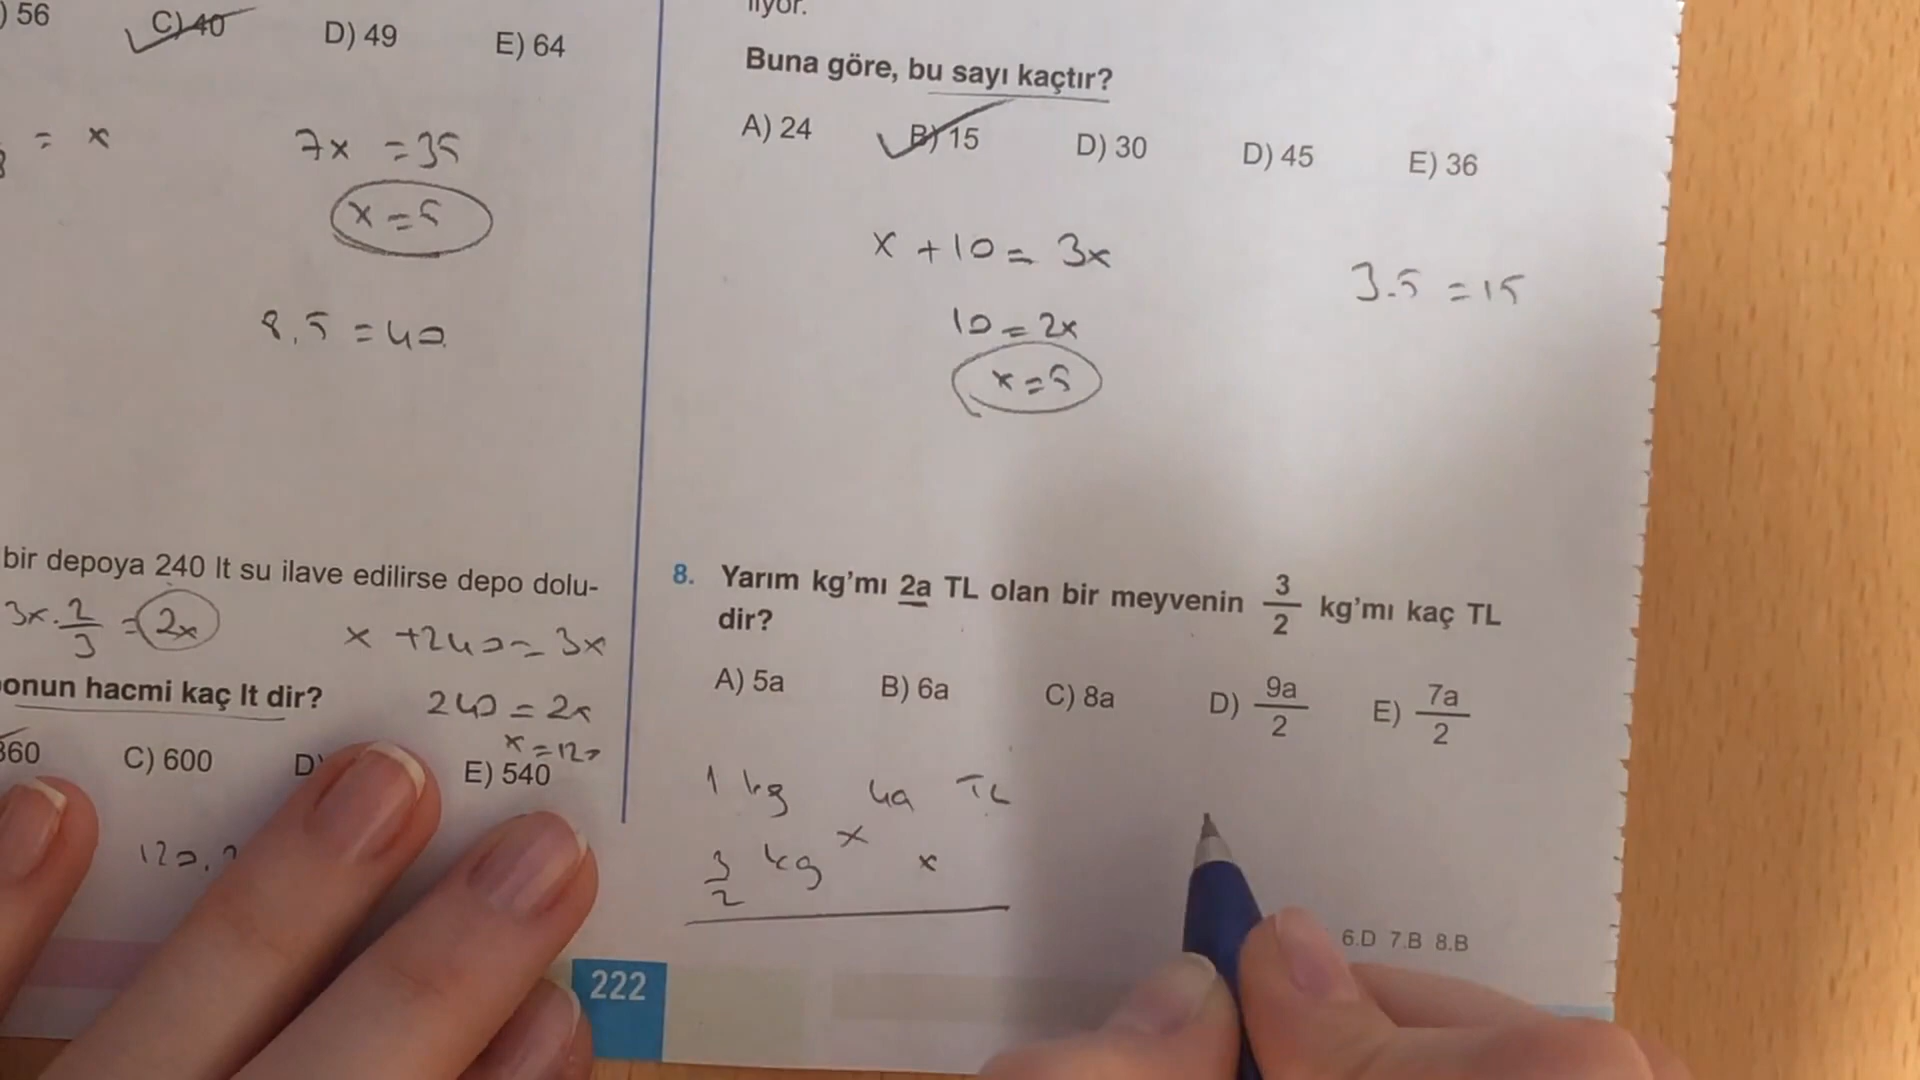 ) 56 C) 40 D) 49 E) 64
= x
7x = 35
x = 5
8.5 = 40
bir depoya 240 lt su ilave edilirse depo dolu-
3x. 2/3 = 2x
x + 240 = 3x
onun hacmi kaç lt dir?
240 = 2x
x = 120
360 C) 600 D) E) 540
120.
Buna göre, bu sayı kaçtır?
A) 24 B) 15 D) 30 D) 45 E) 36
x + 10 = 3x
3.5 = 15
10 = 2x
x = 5
8. Yarım kg'mı 2a TL olan bir meyvenin 3/2 kg'mı kaç TL
dir?
A) 5a B) 6a C) 8a D) 9a/2 E) 7a/2
1 kg 4a TL
x
3/2 kg x
6.D 7.B 8.B
222